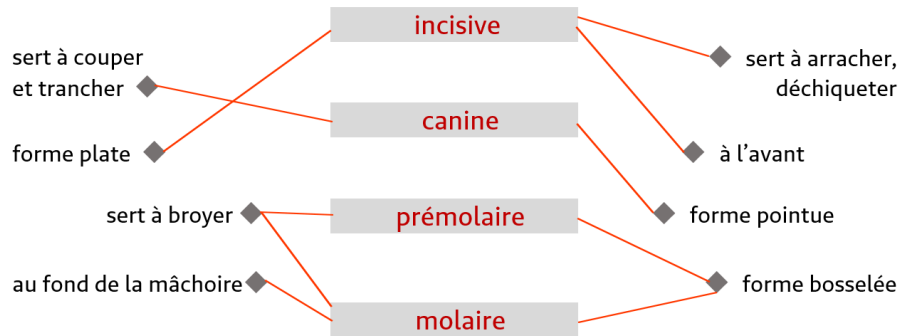 incisive
sert à couper
et trancher
sert à arracher,
déchiqueter
canine
forme plate
à l'avant
sert à broyer
prémolaire
forme pointue
au fond de la mâchoire
forme bosselée
molaire